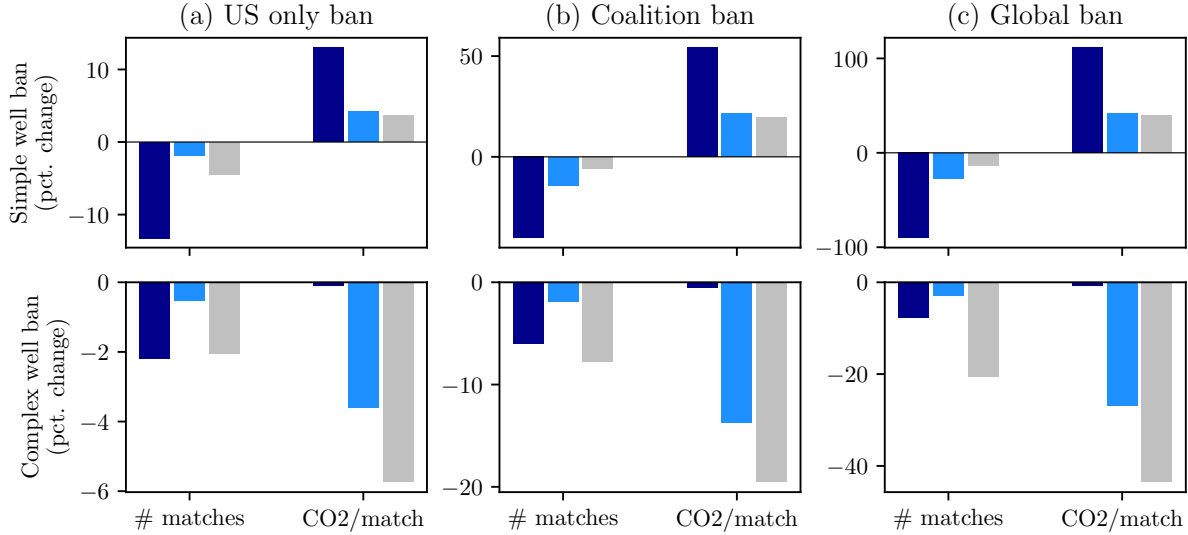 (a) US only ban
(b) Coalition ban
(c) Global ban
Simple well ban
(pct. change)
10
0
−10
50
0
100
0
−100
Complex well ban
(pct. change)
0
−2
−4
−6
0
−10
−20
0
−20
−40
# matches
CO2/match
# matches
CO2/match
# matches
CO2/match